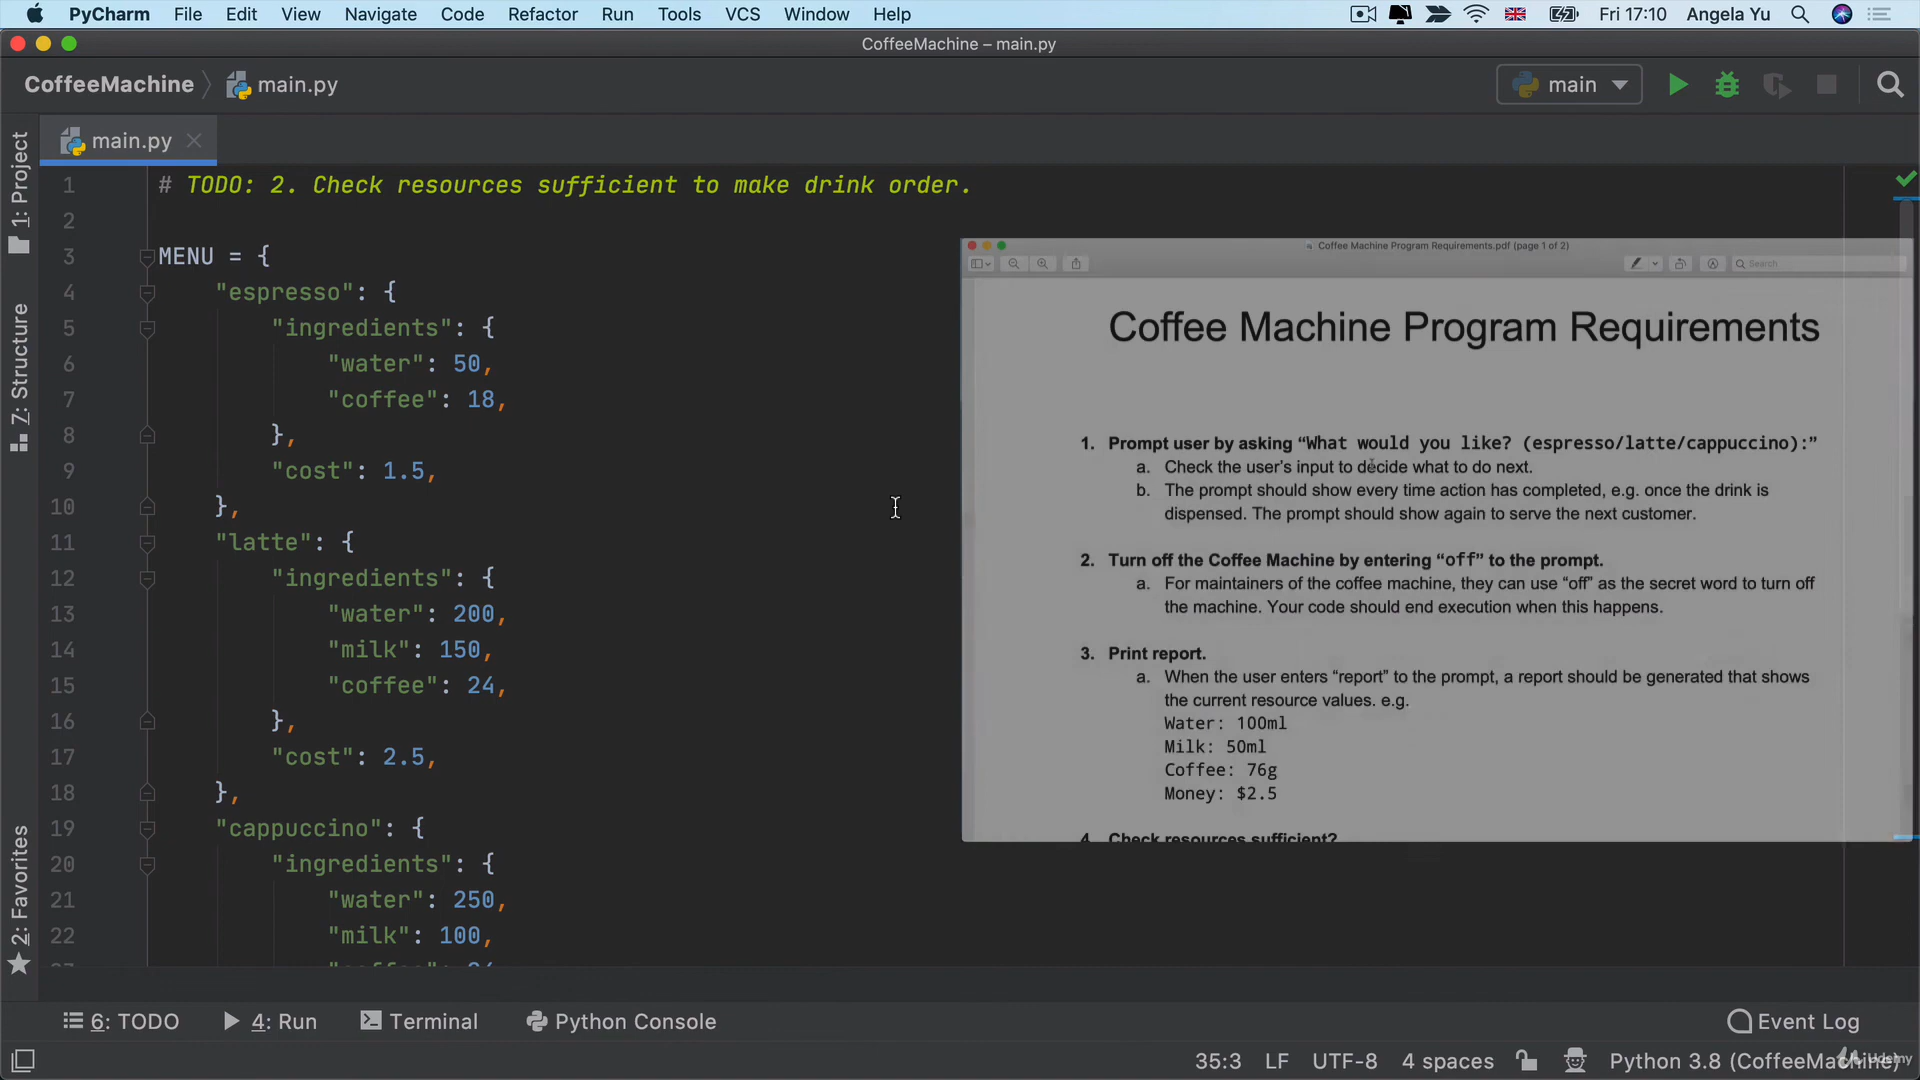 PyCharm File Edit View Navigate Code Refactor Run Tools VCS Window Help Fri 17:10 Angela Yu
CoffeeMachine – main.py
CoffeeMachine main.py main
main.py
1: Project
7: Structure
2: Favorites
1 # TODO: 2. Check resources sufficient to make drink order.
2
3 MENU = {
4 "espresso": {
5 "ingredients": {
6 "water": 50,
7 "coffee": 18,
8 },
9 "cost": 1.5,
10 },
11 "latte": {
12 "ingredients": {
13 "water": 200,
14 "milk": 150,
15 "coffee": 24,
16 },
17 "cost": 2.5,
18 },
19 "cappuccino": {
20 "ingredients": {
21 "water": 250,
22 "milk": 100,
Coffee Machine Program Requirements.pdf (page 1 of 2)
Search
Coffee Machine Program Requirements
1. Prompt user by asking “What would you like? (espresso/latte/cappuccino):”
a. Check the user’s input to decide what to do next.
b. The prompt should show every time action has completed, e.g. once the drink is
dispensed. The prompt should show again to serve the next customer.
2. Turn off the Coffee Machine by entering “off” to the prompt.
a. For maintainers of the coffee machine, they can use “off” as the secret word to turn off
the machine. Your code should end execution when this happens.
3. Print report.
a. When the user enters “report” to the prompt, a report should be generated that shows
the current resource values. e.g.
Water: 100ml
Milk: 50ml
Coffee: 76g
Money: $2.5
4. Check resources sufficient?
6: TODO 4: Run Terminal Python Console Event Log
35:3 LF UTF-8 4 spaces Python 3.8 (CoffeeMachine)
Udemy